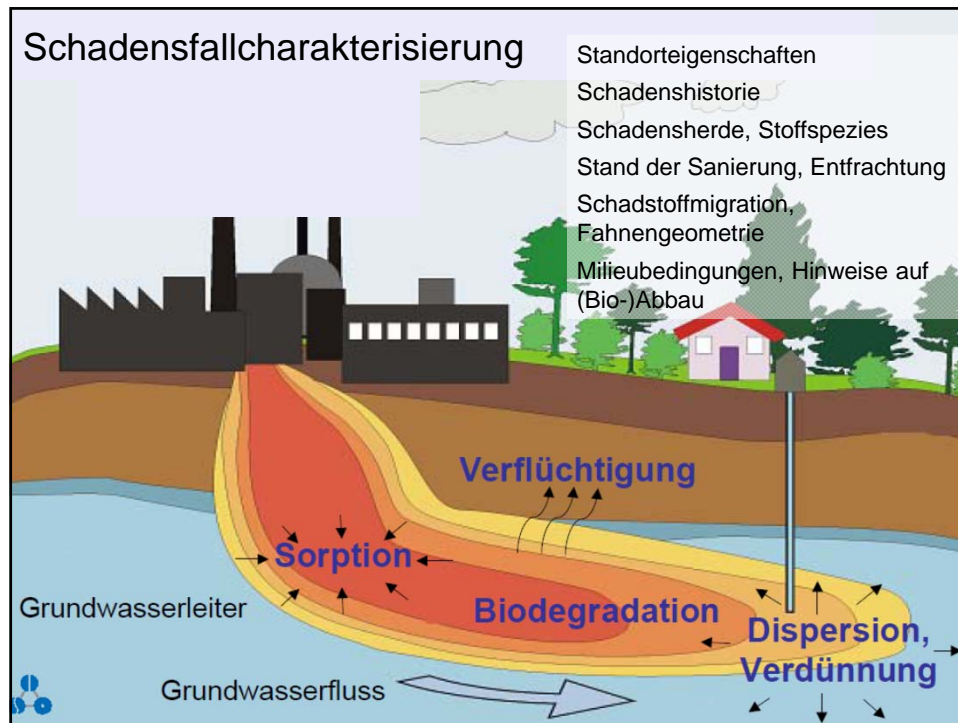 Schadensfallcharakterisierung
Standorteigenschaften
Schadenshistorie
Schadensherde, Stoffspezies
Stand der Sanierung, Entfrachtung
Schadstoffmigration,
Fahnengeometrie
Milieubedingungen, Hinweise auf
(Bio-)Abbau
Verflüchtigung
Sorption
Biodegradation
Grundwasserleiter
Dispersion,
Verdünnung
Grundwasserfluss